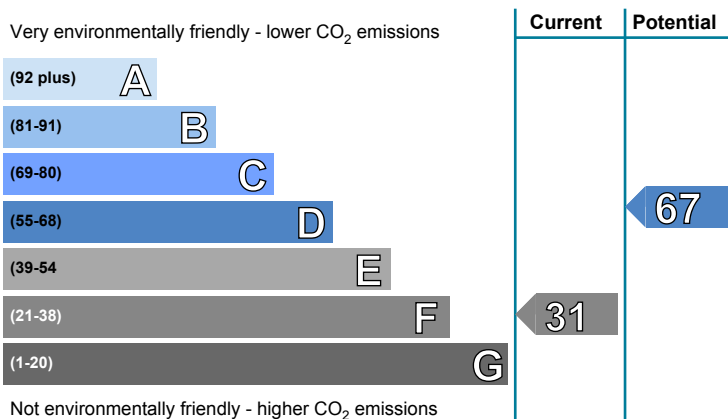 Current Potential
Very environmentally friendly - lower CO2 emissions
(92 plus) A
(81-91) B
(69-80) C
(55-68) D
67
(39-54 E
(21-38) F
31
(1-20) G
Not environmentally friendly - higher CO2 emissions